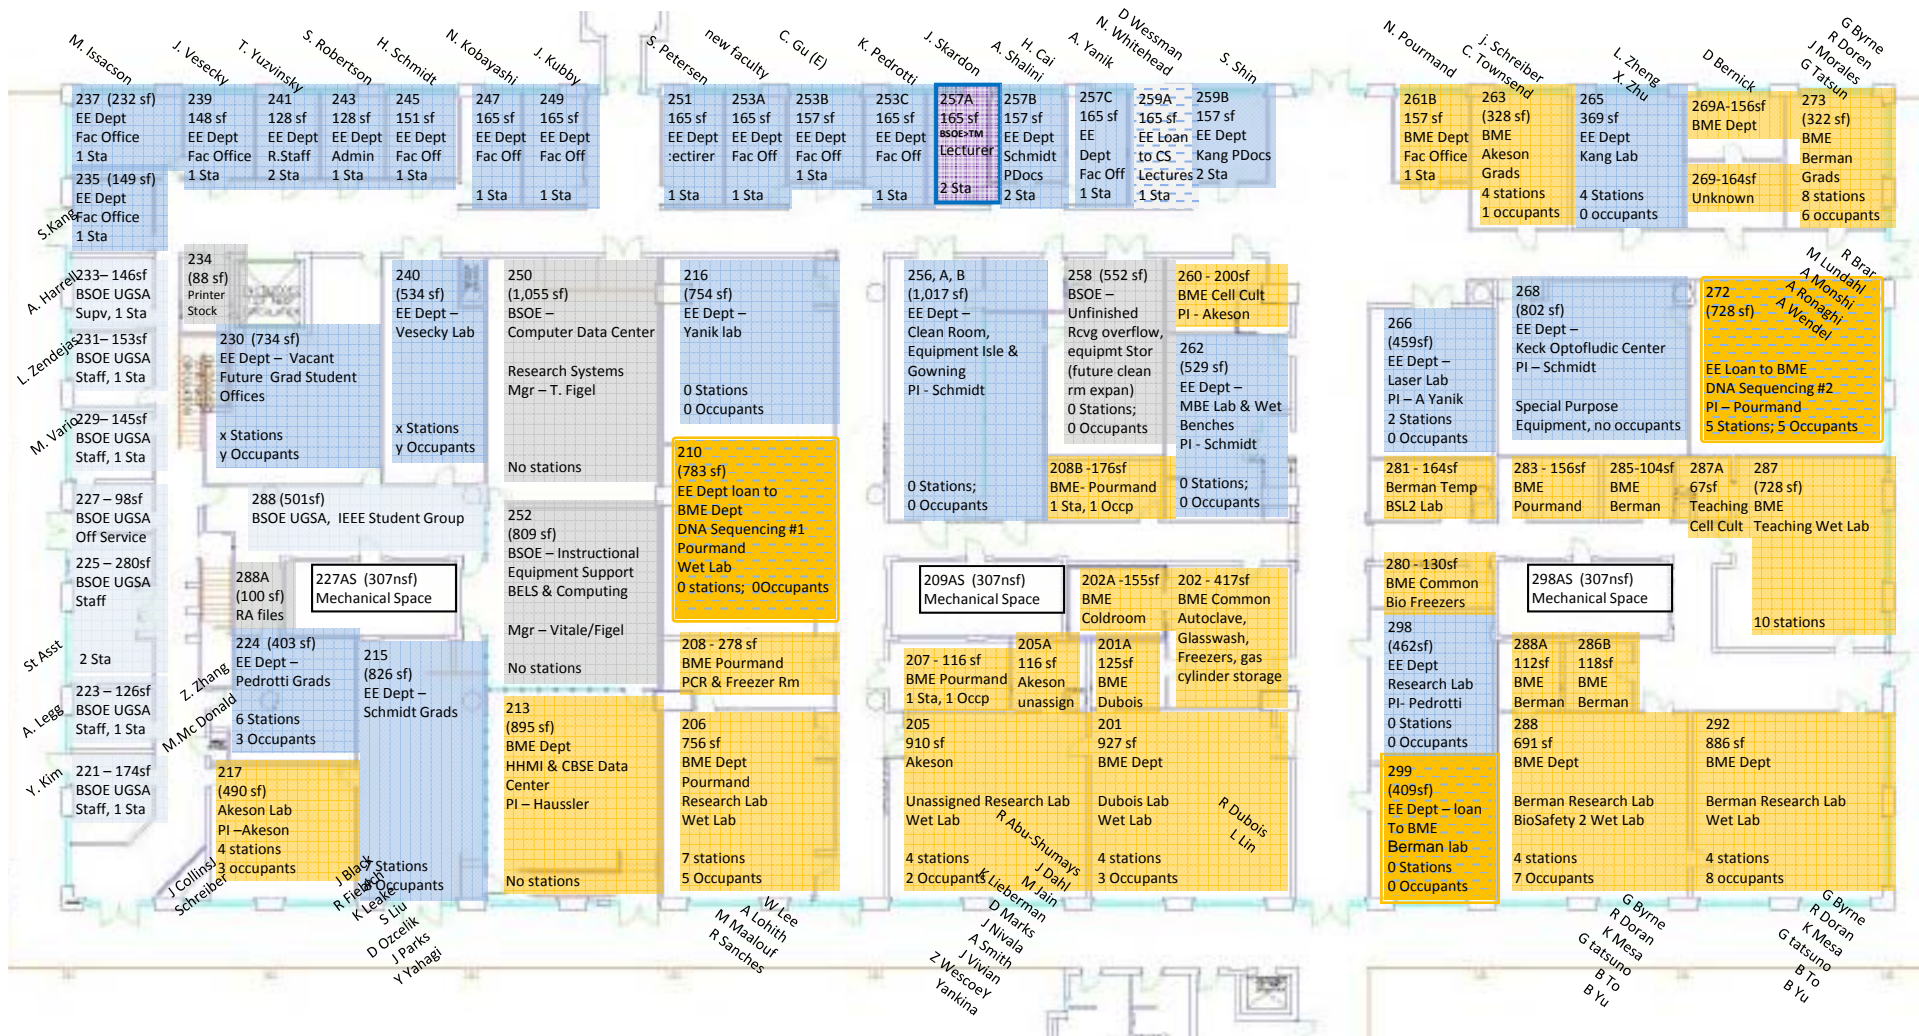 M. Issacson
J. Vesecky
T. Yuzvinsky
S. Robertson
H. Schmidt
N. Kobayashi
J. Kubby
S. Petersen
new faculty
C. Gu (E)
K. Pedrotti
J. Skardon
A. Shalini
H. Cai
A. Yanik
N. Whitehead
D Wessman
S. Shin
N. Pourmand
C. Townsend
j. Schreiber
X. Zhu
L. Zheng
D Bernick
G Tatsun
J Morales
R Doren
G Byrne
237 (232 sf)
EE Dept
Fac Office
1 Sta
239
148 sf
EE Dept
Fac Office
1 Sta
241
128 sf
EE Dept
R.Staff
2 Sta
243
128 sf
EE Dept
Admin
1 Sta
245
151 sf
EE Dept
Fac Off
1 Sta
247
165 sf
EE Dept
Fac Off
1 Sta
249
165 sf
EE Dept
Fac Off
1 Sta
251
165 sf
EE Dept
:ectirer
1 Sta
253A
165 sf
EE Dept
Fac Off
1 Sta
253B
157 sf
EE Dept
Fac Off
1 Sta
253C
165 sf
EE Dept
Fac Off
1 Sta
257A
165 sf
BSOE>TM
Lecturer
2 Sta
257B
157 sf
EE Dept
Schmidt
PDocs
2 Sta
257C
165 sf
EE
Dept
Fac Off
1 Sta
259A
165 sf
EE Loan
to CS
Lectures
1 Sta
259B
157 sf
EE Dept
Kang PDocs
2 Sta
261B
157 sf
BME Dept
Fac Office
1 Sta
263
(328 sf)
BME
Akeson
Grads
4 stations
1 occupants
265
369 sf
EE Dept
Kang Lab
4 Stations
0 occupants
269A-156sf
BME Dept
269-164sf
Unknown
273
(322 sf)
BME
Berman
Grads
8 stations
6 occupants
S.Kang
235 (149 sf)
EE Dept
Fac Office
1 Sta
A. Harrell
233– 146sf
BSOE UGSA
Supv, 1 Sta
L. Zendejas
231– 153sf
BSOE UGSA
Staff, 1 Sta
M. Vario
229– 145sf
BSOE UGSA
Staff, 1 Sta
227 – 98sf
BSOE UGSA
Off Service
225 – 280sf
BSOE UGSA
Staff
St Asst
2 Sta
A. Legg
223 – 126sf
BSOE UGSA
Staff, 1 Sta
Y. Kim
221 – 174sf
BSOE UGSA
Staff, 1 Sta
234
(88 sf)
Printer
Stock
230 (734 sf)
EE Dept – Vacant
Future Grad Student
Offices
x Stations
y Occupants
240
(534 sf)
EE Dept –
Vesecky Lab
x Stations
y Occupants
250
(1,055 sf)
BSOE –
Computer Data Center
Research Systems
Mgr – T. Figel
No stations
216
(754 sf)
EE Dept –
Yanik lab
0 Stations
0 Occupants
256, A, B
(1,017 sf)
EE Dept –
Clean Room,
Equipment Isle &
Gowning
PI - Schmidt
0 Stations;
0 Occupants
258 (552 sf)
BSOE –
Unfinished
Rcvg overflow,
equipmt Stor
(future clean
rm expan)
0 Stations;
0 Occupants
260 - 200sf
BME Cell Cult
PI - Akeson
262
(529 sf)
EE Dept –
MBE Lab & Wet
Benches
PI - Schmidt
0 Stations;
0 Occupants
266
(459sf)
EE Dept –
Laser Lab
PI – A Yanik
2 Stations
0 Occupants
268
(802 sf)
EE Dept –
Keck Optofludic Center
PI – Schmidt
Special Purpose
Equipment, no occupants
R Brar
M Lundahl
A Monshi
A Ronaghi
A Wendel
272
(728 sf)
EE Loan to BME
DNA Sequencing #2
PI – Pourmand
5 Stations; 5 Occupants
288 (501sf)
BSOE UGSA, IEEE Student Group
288A
(100 sf)
RA files
227AS (307nsf)
Mechanical Space
252
(809 sf)
BSOE – Instructional
Equipment Support
BELS & Computing
Mgr – Vitale/Figel
No stations
210
(783 sf)
EE Dept loan to
BME Dept
DNA Sequencing #1
Pourmand
Wet Lab
0 stations; 0Occupants
208B -176sf
BME- Pourmand
1 Sta, 1 Occp
281 - 164sf
Berman Temp
BSL2 Lab
283 - 156sf
BME
Pourmand
285-104sf
BME
Berman
287A
67sf
Teaching
Cell Cult
287
(728 sf)
BME
Teaching Wet Lab
10 stations
209AS (307nsf)
Mechanical Space
202A -155sf
BME
Coldroom
202 - 417sf
BME Common
Autoclave,
Glasswash,
Freezers, gas
cylinder storage
280 - 130sf
BME Common
Bio Freezers
298AS (307nsf)
Mechanical Space
Z. Zhang
M.Mc Donald
224 (403 sf)
EE Dept –
Pedrotti Grads
6 Stations
3 Occupants
215
(826 sf)
EE Dept –
Schmidt Grads
Stations
Occupants
208 - 278 sf
BME Pourmand
PCR & Freezer Rm
207 - 116 sf
BME Pourmand
1 Sta, 1 Occp
205A
116 sf
Akeson
unassign
201A
125sf
BME
Dubois
298
(462sf)
EE Dept
Research Lab
PI- Pedrotti
0 Stations
0 Occupants
288A
112sf
BME
Berman
286B
118sf
BME
Berman
217
(490 sf)
Akeson Lab
PI –Akeson
4 stations
3 occupants
213
(895 sf)
BME Dept
HHMI & CBSE Data
Center
PI – Haussler
No stations
206
756 sf
BME Dept
Pourmand
Research Lab
Wet Lab
7 stations
5 Occupants
205
910 sf
Akeson
Unassigned Research Lab
Wet Lab
4 stations
2 Occupants
201
927 sf
BME Dept
Dubois Lab
Wet Lab
4 stations
3 Occupants
R Dubois
L Lin
299
(409sf)
EE Dept – loan
To BME
Berman lab
0 Stations
0 Occupants
288
691 sf
BME Dept
Berman Research Lab
BioSafety 2 Wet Lab
4 stations
7 Occupants
292
886 sf
BME Dept
Berman Research Lab
Wet Lab
4 stations
8 occupants
J CollinsJ
Schreiber
J Black
R Fiebach
K Leake
S Liu
D Ozcelik
J Parks
Y Yahagi
W Lee
A Lohith
M Maalouf
R Sanches
R Abu-Shumays
J Dahl
M Jain
K Lieberman
D Marks
J Nivala
A Smith
J Vivian
Z WescoeY
Yankina
G Byrne
R Doran
K Mesa
G tatsuno
B To
B Yu
G Byrne
R Doran
K Mesa
G tatsuno
B To
B Yu